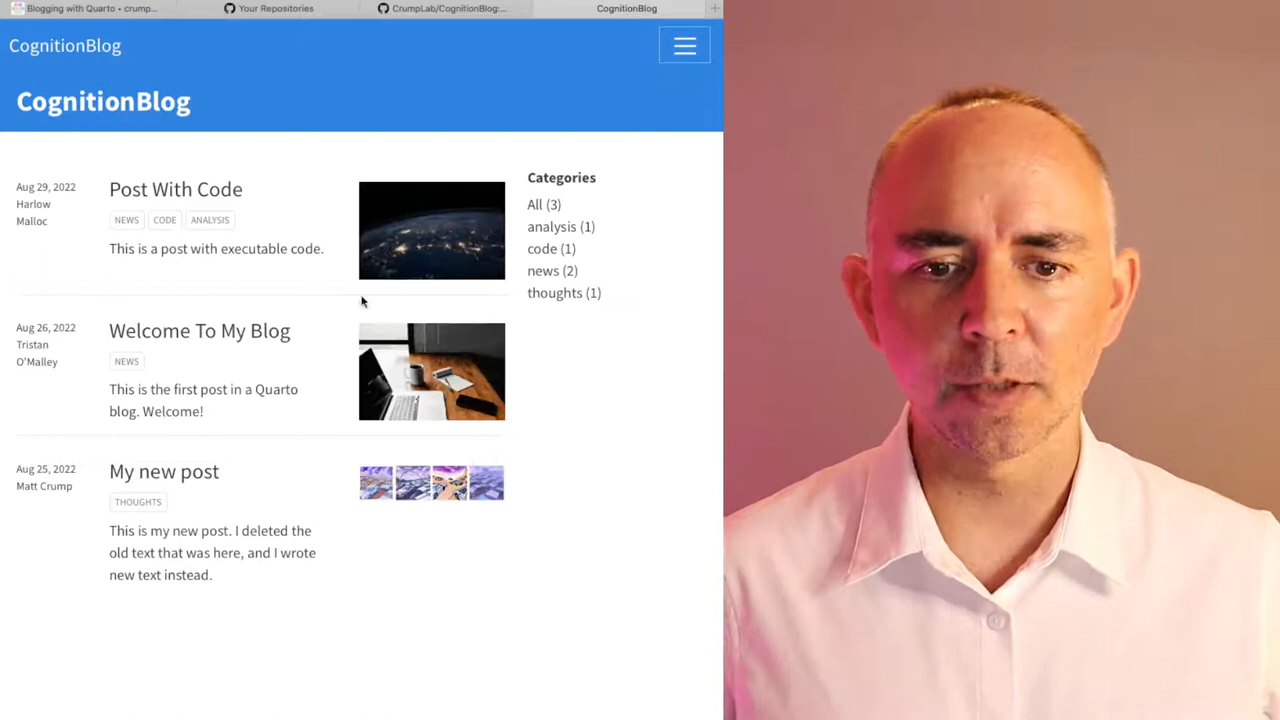 Blogging with Quarto • crump...
Your Repositories
CrumpLab/CognitionBlog:...
CognitionBlog
CognitionBlog
CognitionBlog
Aug 29, 2022
Harlow
Malloc
Post With Code
NEWS CODE ANALYSIS
This is a post with executable code.
Aug 26, 2022
Tristan
O'Malley
Welcome To My Blog
NEWS
This is the first post in a Quarto
blog. Welcome!
Aug 25, 2022
Matt Crump
My new post
THOUGHTS
This is my new post. I deleted the
old text that was here, and I wrote
new text instead.
Categories
All (3)
analysis (1)
code (1)
news (2)
thoughts (1)